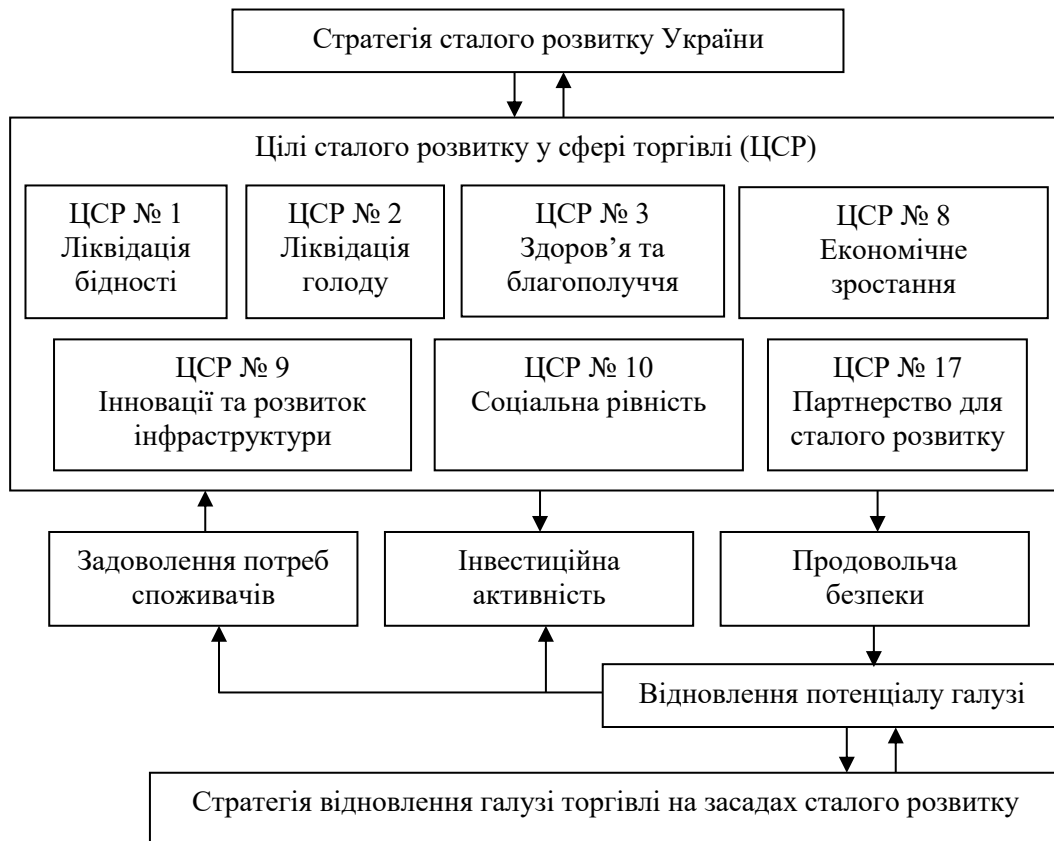 Стратегія сталого розвитку України
Цілі сталого розвитку у сфері торгівлі (ЦСР)
ЦСР № 1
Ліквідація
бідності
ЦСР № 2
Ліквідація
голоду
ЦСР № 3
Здоров’я та
благополуччя
ЦСР № 8
Економічне
зростання
ЦСР № 9
Інновації та розвиток
інфраструктури
ЦСР № 10
Соціальна рівність
ЦСР № 17
Партнерство для
сталого розвитку
Задоволення потреб
споживачів
Інвестиційна
активність
Продовольча
безпеки
Відновлення потенціалу галузі
Стратегія відновлення галузі торгівлі на засадах сталого розвитку